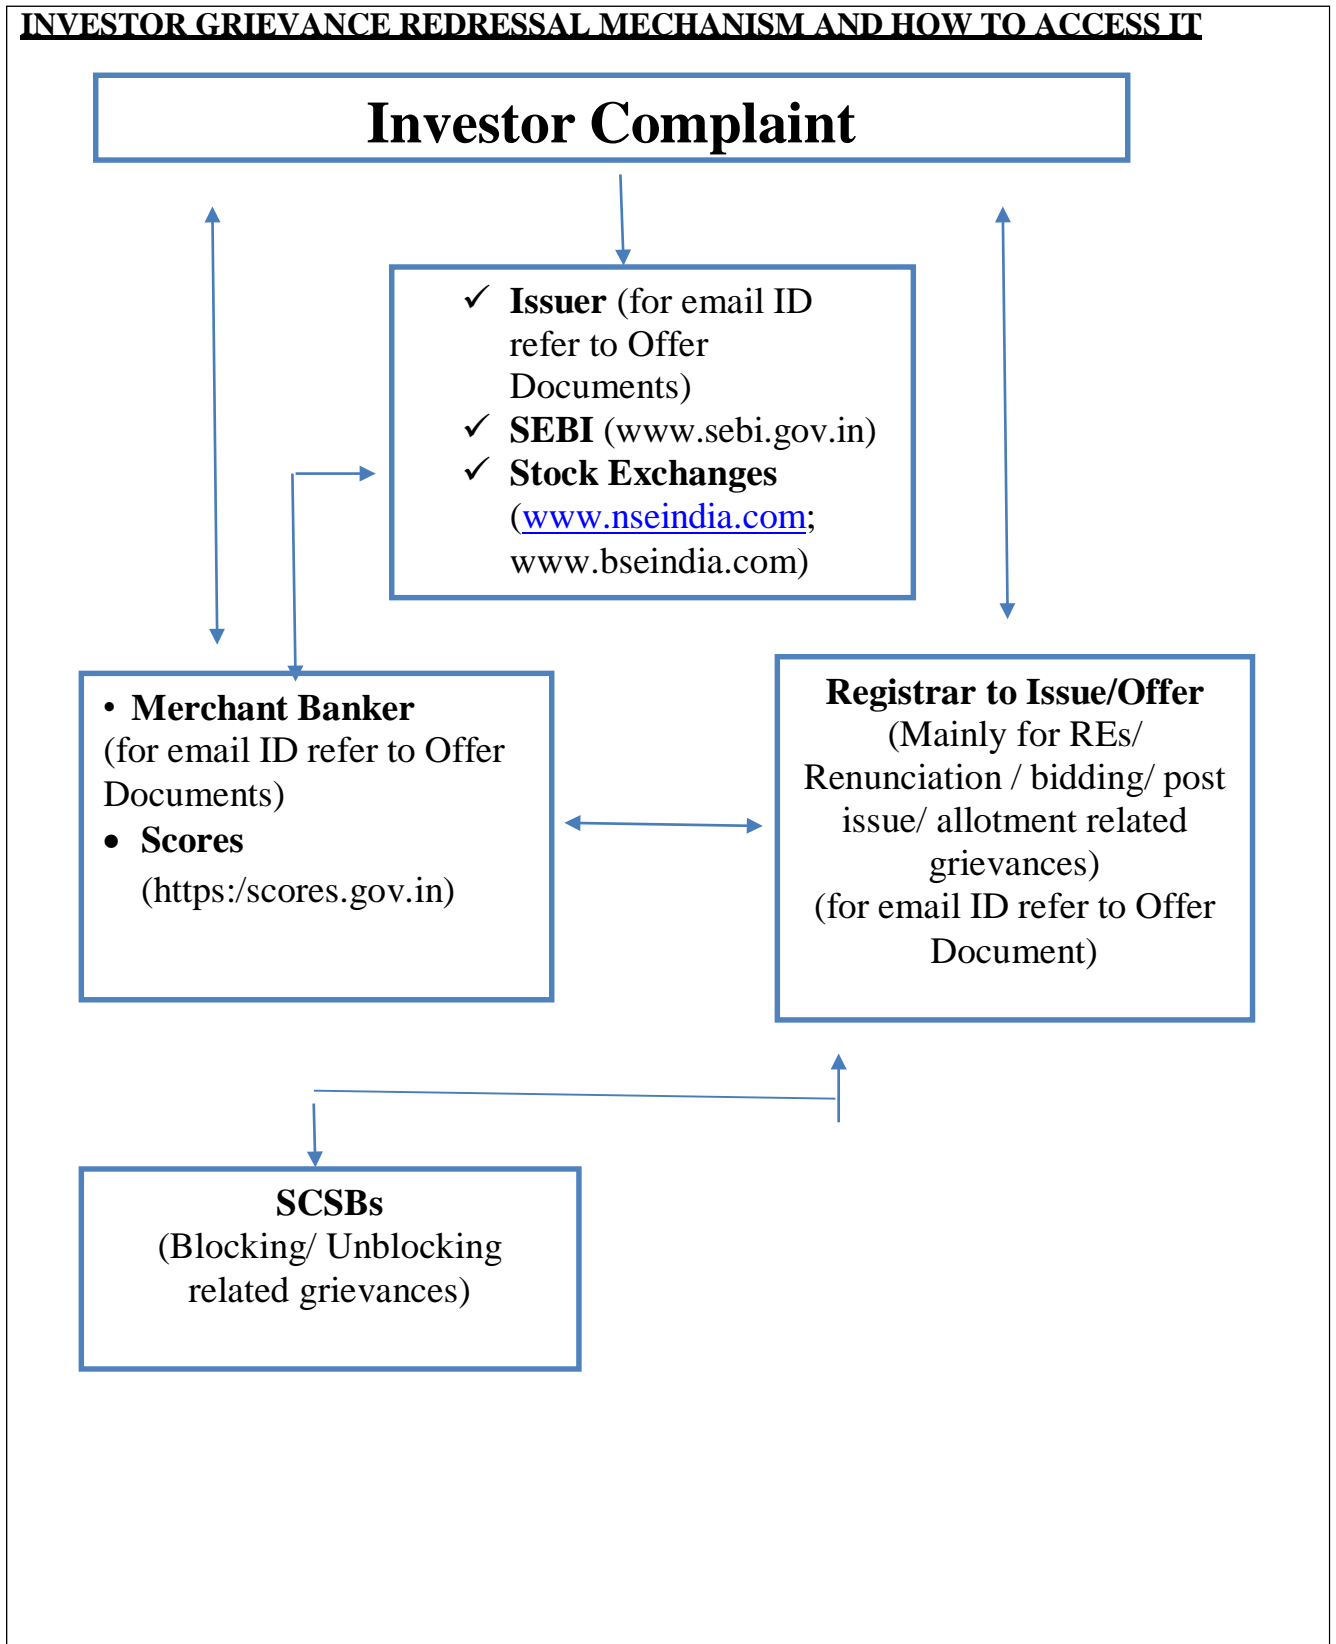 INVESTOR GRIEVANCE REDRESSAL MECHANISM AND HOW TO ACCESS IT
Investor Complaint
✓ Issuer (for email ID
refer to Offer
Documents)
✓ SEBI (www.sebi.gov.in)
✓ Stock Exchanges
(www.nseindia.com;
www.bseindia.com)
• Merchant Banker
(for email ID refer to Offer
Documents)
• Scores
(https:/scores.gov.in)
Registrar to Issue/Offer
(Mainly for REs/
Renunciation / bidding/ post
issue/ allotment related
grievances)
(for email ID refer to Offer
Document)
SCSBs
(Blocking/ Unblocking
related grievances)